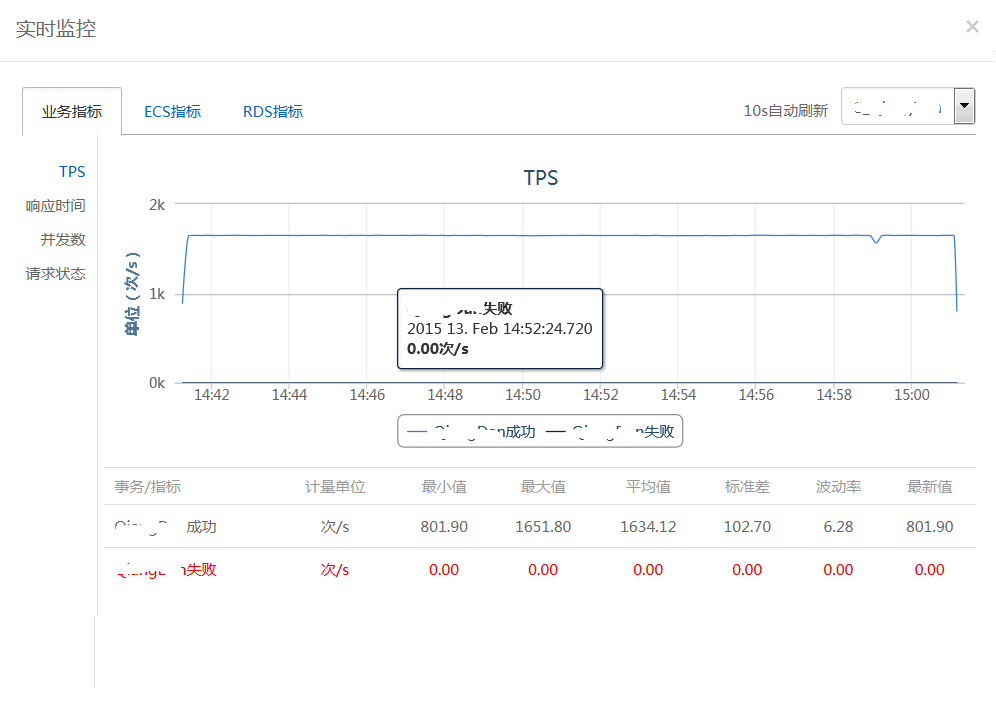 实时监控
×
业务指标 ECS指标 RDS指标 10s自动刷新
TPS
响应时间
并发数
请求状态
TPS
单位（次/s）
2k
1k
0k
失败
2015 13. Feb 14:52:24.720
0.00次/s
14:42 14:44 14:46 14:48 14:50 14:52 14:54 14:56 14:58 15:00
成功 失败
事务/指标 计量单位 最小值 最大值 平均值 标准差 波动率 最新值
成功 次/s 801.90 1651.80 1634.12 102.70 6.28 801.90
失败 次/s 0.00 0.00 0.00 0.00 0.00 0.00